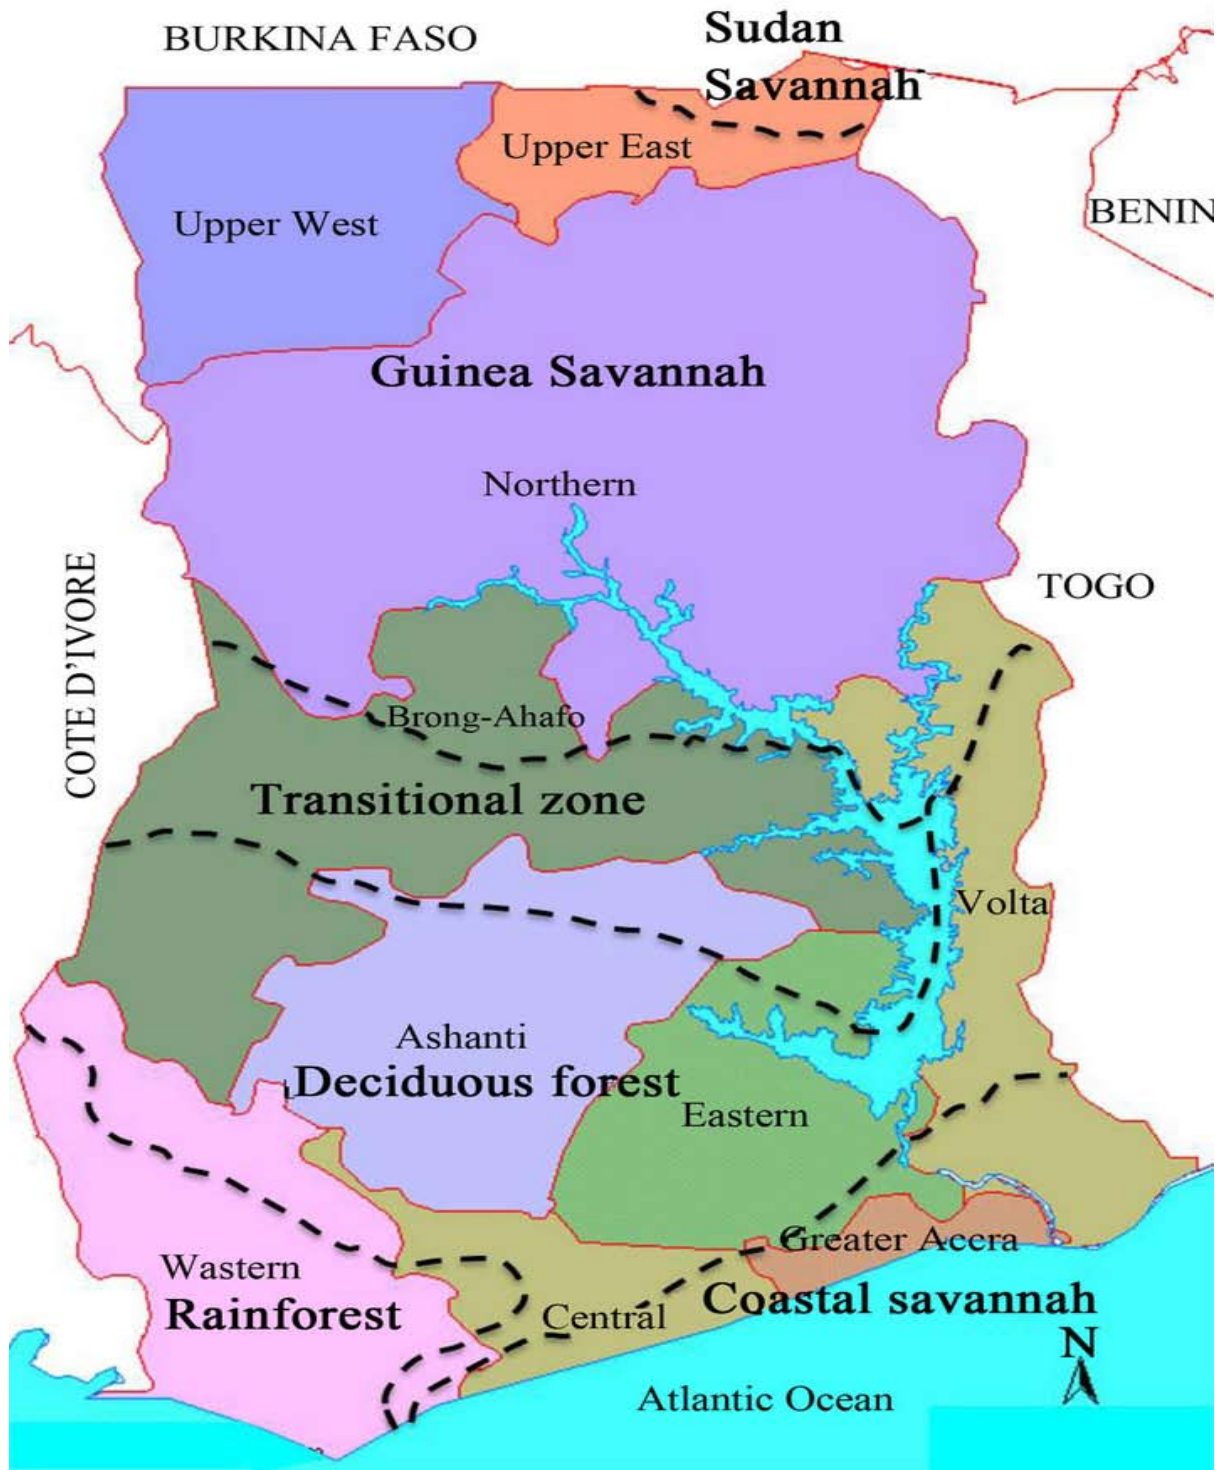 Sudan
BURKINA FASO
Savannah
Upper East
BENIN
Upper West
Guinea Savannah
Northern
TOGO
COTE D'IVORE
Brong-Ahafo
Transitional zone
Volta
Ashanti
Deciduous forest
Eastern
Greater Accra
Wastern
Coastal savannah
Rainforest
Central
N
Atlantic Ocean